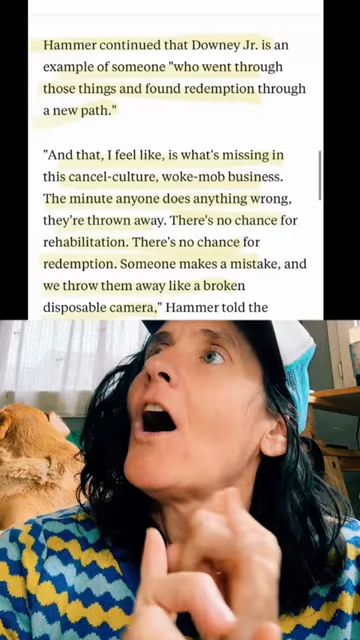 Hammer continued that Downey Jr. is an
example of someone "who went through
those things and found redemption through
a new path."
"And that, I feel like, is what's missing in
this cancel-culture, woke-mob business.
The minute anyone does anything wrong,
they're thrown away. There's no chance for
rehabilitation. There's no chance for
redemption. Someone makes a mistake, and
we throw them away like a broken
disposable camera," Hammer told the